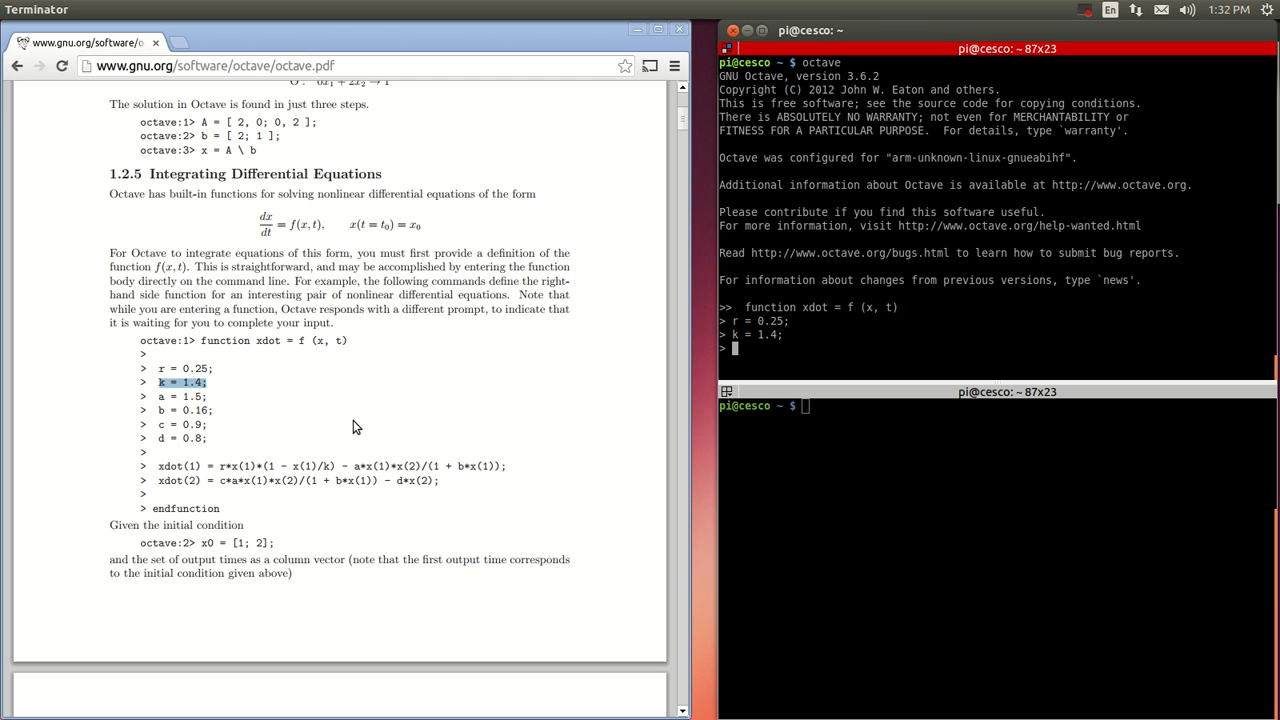 Terminator
En
1:32 PM
www.gnu.org/software/o
www.gnu.org/software/octave/octave.pdf
The solution in Octave is found in just three steps.
octave:1> A = [ 2, 0; 0, 2 ];
octave:2> b = [ 2; 1 ];
octave:3> x = A \ b
1.2.5 Integrating Differential Equations
Octave has built-in functions for solving nonlinear differential equations of the form
dx/dt = f(x, t), x(t = t₀) = x₀
For Octave to integrate equations of this form, you must first provide a definition of the
function f(x, t). This is straightforward, and may be accomplished by entering the function
body directly on the command line. For example, the following commands define the right-
hand side function for an interesting pair of nonlinear differential equations. Note that
while you are entering a function, Octave responds with a different prompt, to indicate that
it is waiting for you to complete your input.
octave:1> function xdot = f (x, t)
>
> r = 0.25;
> k = 1.4;
> a = 1.5;
> b = 0.16;
> c = 0.9;
> d = 0.8;
>
> xdot(1) = r*x(1)*(1 - x(1)/k) - a*x(1)*x(2)/(1 + b*x(1));
> xdot(2) = c*a*x(1)*x(2)/(1 + b*x(1)) - d*x(2);
>
> endfunction
Given the initial condition
octave:2> x0 = [1; 2];
and the set of output times as a column vector (note that the first output time corresponds
to the initial condition given above)
pi@cesco: ~
pi@cesco: ~ 87x23
pi@cesco ~ $ octave
GNU Octave, version 3.6.2
Copyright (C) 2012 John W. Eaton and others.
This is free software; see the source code for copying conditions.
There is ABSOLUTELY NO WARRANTY; not even for MERCHANTABILITY or
FITNESS FOR A PARTICULAR PURPOSE.  For details, type `warranty'.
Octave was configured for "arm-unknown-linux-gnueabihf".
Additional information about Octave is available at http://www.octave.org.
Please contribute if you find this software useful.
For more information, visit http://www.octave.org/help-wanted.html
Read http://www.octave.org/bugs.html to learn how to submit bug reports.
For information about changes from previous versions, type `news'.
>>  function xdot = f (x, t)
> r = 0.25;
> k = 1.4;
>
pi@cesco: ~ 87x23
pi@cesco ~ $